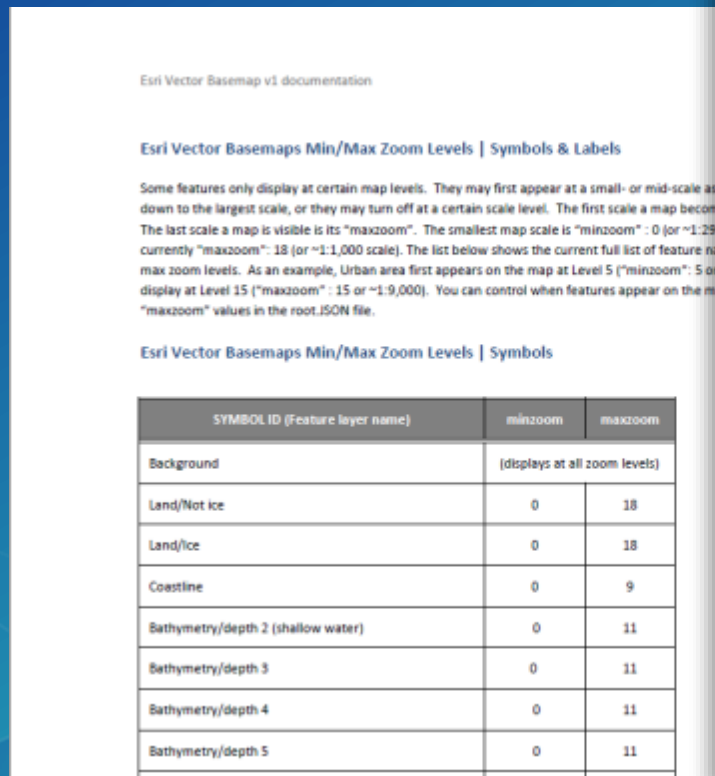 Esri Vector Basemap v1 documentation
Esri Vector Basemaps Min/Max Zoom Levels | Symbols & Labels
Some features only display at certain map levels. They may first appear at a small- or mid-scale
down to the largest scale, or they may turn off at a certain scale level. The first scale a map
The last scale a map is visible is its "maxzoom". The smallest map scale is "minzoom" : 0 (or
currently "maxzoom": 18 (or ~1:1,000 scale). The list below shows the current full list of feature
max zoom levels. As an example, Urban area first appears on the map at Level 5 ("minzoom": 5
display at Level 15 ("maxzoom" : 15 or ~1:9,000). You can control when features appear on the
"maxzoom" values in the root.JSON file.
Esri Vector Basemaps Min/Max Zoom Levels | Symbols
SYMBOL ID (Feature layer name) minzoom maxzoom
Background (displays at all zoom levels)
Land/Not ice 0 18
Land/Ice 0 18
Coastline 0 9
Bathymetry/depth 2 (shallow water) 0 11
Bathymetry/depth 3 0 11
Bathymetry/depth 4 0 11
Bathymetry/depth 5 0 11